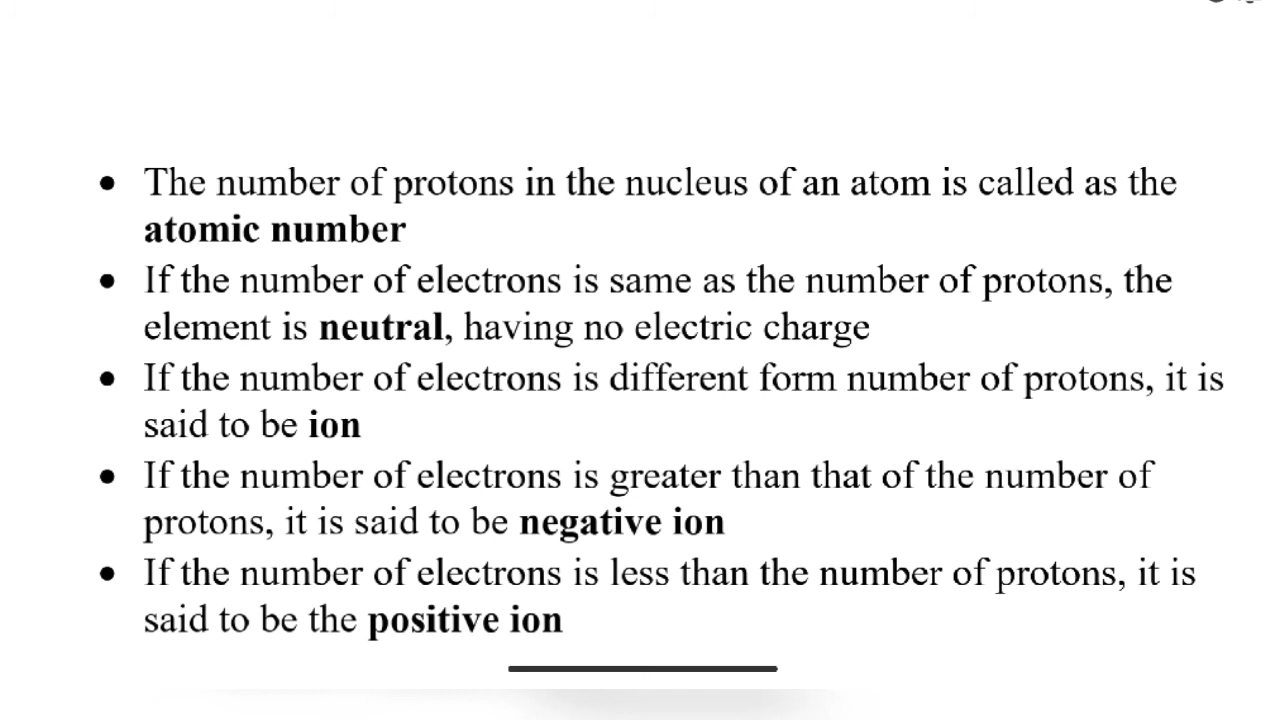 • The number of protons in the nucleus of an atom is called as the
atomic number
• If the number of electrons is same as the number of protons, the
element is neutral, having no electric charge
• If the number of electrons is different form number of protons, it is
said to be ion
• If the number of electrons is greater than that of the number of
protons, it is said to be negative ion
• If the number of electrons is less than the number of protons, it is
said to be the positive ion